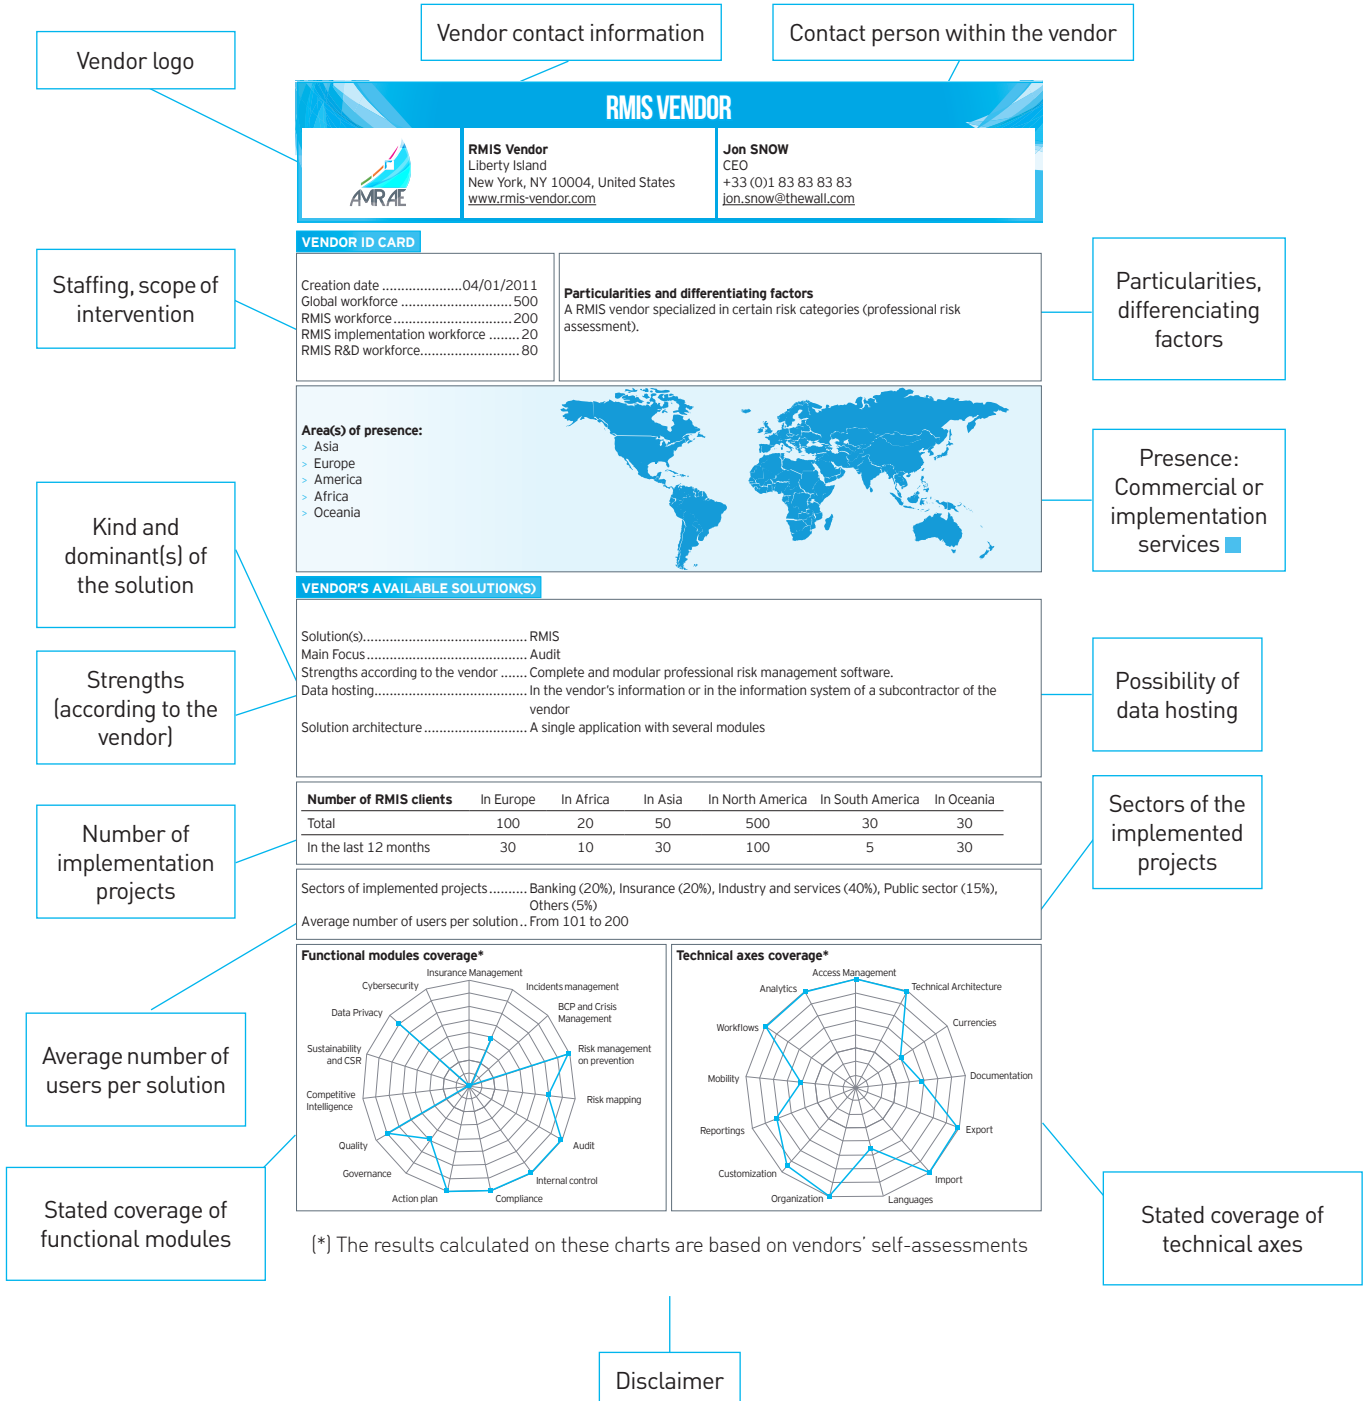 Vendor contact information
Contact person within the vendor
Vendor logo
RMIS VENDOR
AMRAE
RMIS Vendor
Liberty Island
New York, NY 10004, United States
www.rmis-vendor.com
Jon SNOW
CEO
+33 (0)1 83 83 83 83
jon.snow@thewall.com
VENDOR ID CARD
Staffing, scope of
intervention
Creation date .....................04/01/2011
Global workforce .............................500
RMIS workforce...............................200
RMIS implementation workforce ........20
RMIS R&D workforce..........................80
Particularities and differentiating factors
A RMIS vendor specialized in certain risk categories (professional risk
assessment).
Particularities,
differenciating
factors
Area(s) of presence:
> Asia
> Europe
> America
> Africa
> Oceania
Presence:
Commercial or
implementation
services
Kind and
dominant(s) of
the solution
VENDOR'S AVAILABLE SOLUTION(S)
Solution(s)........................................... RMIS
Main Focus.......................................... Audit
Strengths according to the vendor ....... Complete and modular professional risk management software.
Data hosting........................................ In the vendor's information or in the information system of a subcontractor of the
vendor
Solution architecture........................... A single application with several modules
Strengths
(according to the
vendor)
Possibility of
data hosting
Number of RMIS clients In Europe In Africa In Asia In North America In South America In Oceania
Total 100 20 50 500 30 30
In the last 12 months 30 10 30 100 5 30
Number of
implementation
projects
Sectors of the
implemented
projects
Sectors of implemented projects.......... Banking (20%), Insurance (20%), Industry and services (40%), Public sector (15%),
Others (5%)
Average number of users per solution.. From 101 to 200
Functional modules coverage*
Insurance Management
Incidents management
BCP and Crisis
Management
Risk management
on prevention
Risk mapping
Audit
Internal control
Compliance
Action plan
Governance
Quality
Competitive
Intelligence
Sustainability
and CSR
Data Privacy
Cybersecurity
Technical axes coverage*
Access Management
Technical Architecture
Currencies
Documentation
Export
Import
Languages
Organization
Customization
Reportings
Mobility
Workflows
Analytics
Average number of
users per solution
Stated coverage of
functional modules
Stated coverage of
technical axes
(*) The results calculated on these charts are based on vendors' self-assessments
Disclaimer